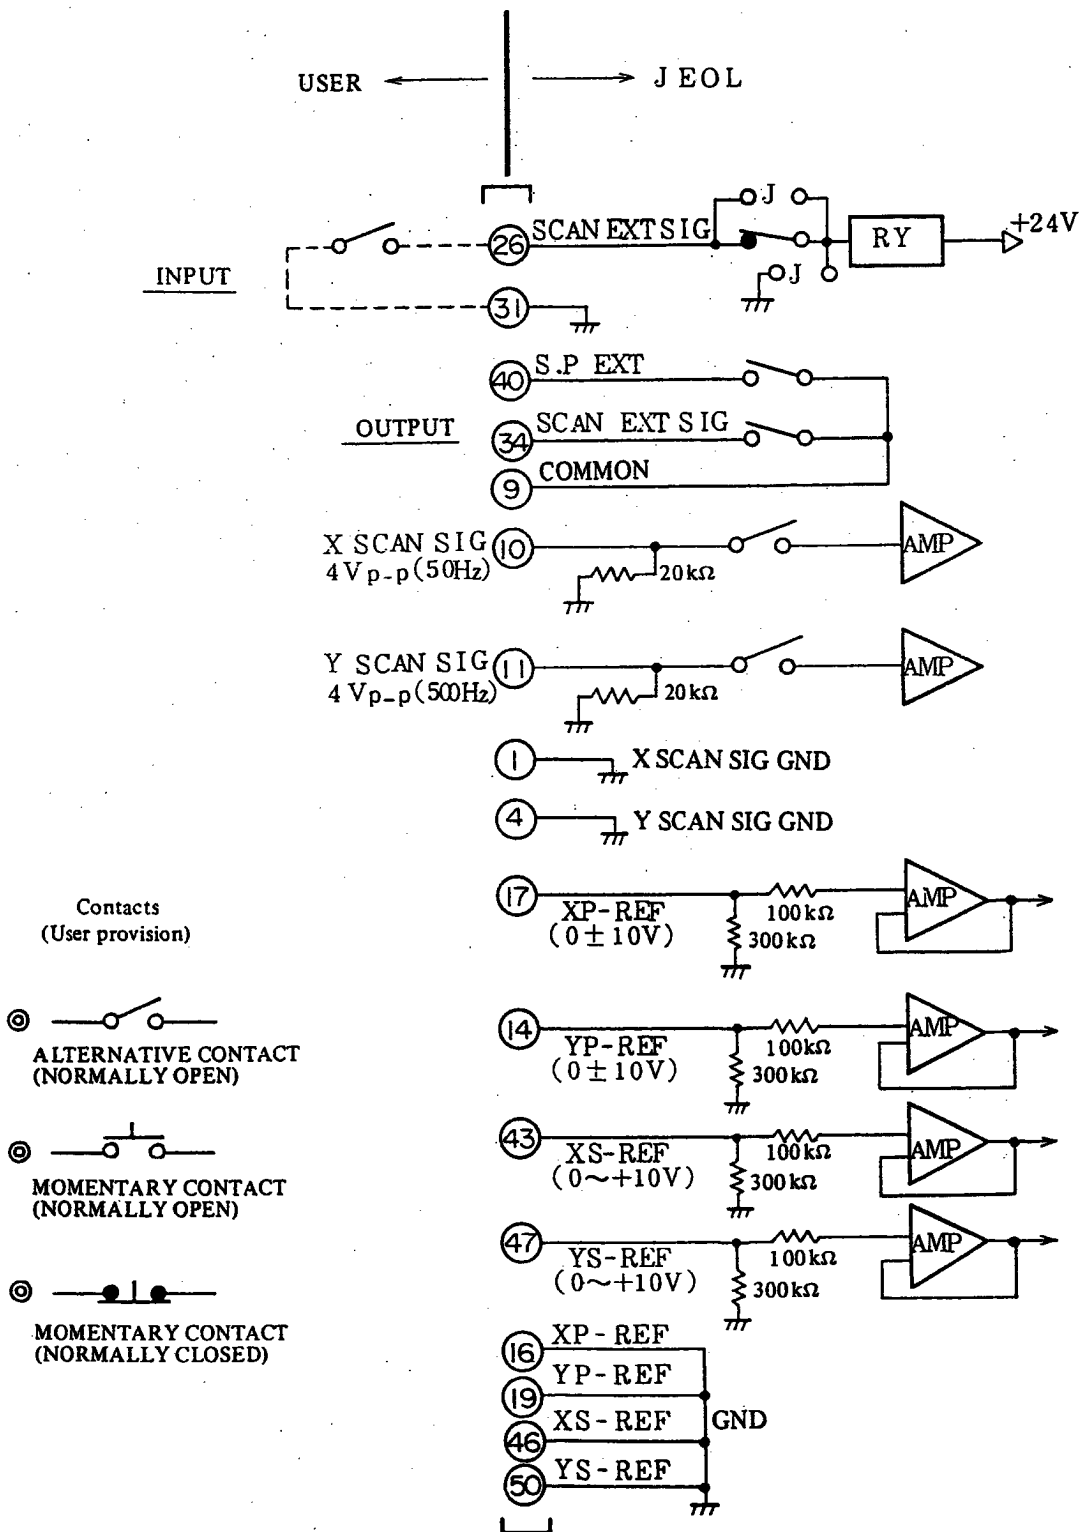 USER
JEOL
26
SCAN EXT SIG
J
RY
+24V
J
INPUT
31
40
S.P EXT
OUTPUT
34
SCAN EXT SIG
9
COMMON
X SCAN SIG
4Vp-p(50Hz)
10
20kΩ
AMP
Y SCAN SIG
4Vp-p(500Hz)
11
20kΩ
AMP
1
X SCAN SIG GND
4
Y SCAN SIG GND
17
XP-REF
(0±10V)
100kΩ
300kΩ
AMP
Contacts
(User provision)
14
YP-REF
(0±10V)
100kΩ
300kΩ
AMP
ALTERNATIVE CONTACT
(NORMALLY OPEN)
43
XS-REF
(0~+10V)
100kΩ
300kΩ
AMP
MOMENTARY CONTACT
(NORMALLY OPEN)
47
YS-REF
(0~+10V)
100kΩ
300kΩ
AMP
MOMENTARY CONTACT
(NORMALLY CLOSED)
16
XP-REF
19
YP-REF
GND
46
XS-REF
50
YS-REF